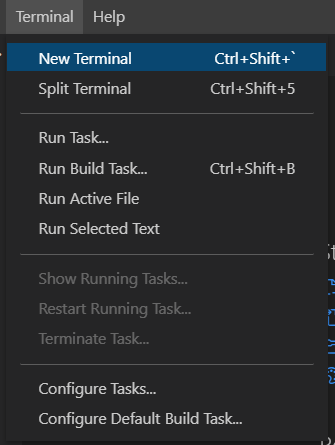 Terminal Help
New Terminal Ctrl+Shift+`
Split Terminal Ctrl+Shift+5
Run Task...
Run Build Task... Ctrl+Shift+B
Run Active File
Run Selected Text
Show Running Tasks...
Restart Running Task...
Terminate Task...
Configure Tasks...
Configure Default Build Task...